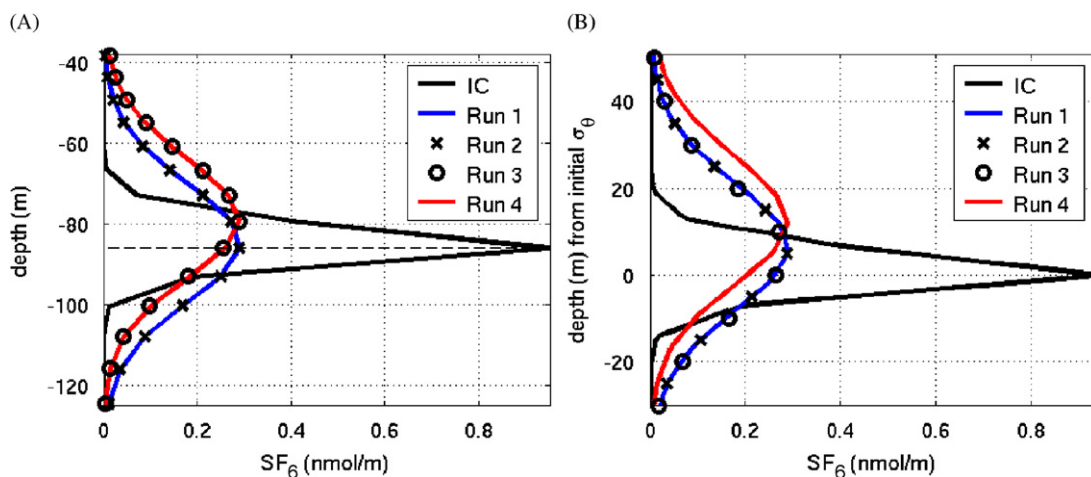 (A)
(B)
-40
-60
-80
-100
-120
depth (m)
0
0.2
0.4
0.6
0.8
SF6 (nmol/m)
IC
Run 1
Run 2
Run 3
Run 4
40
20
0
-20
depth (m) from initial σθ
0
0.2
0.4
0.6
0.8
SF6 (nmol/m)
IC
Run 1
Run 2
Run 3
Run 4